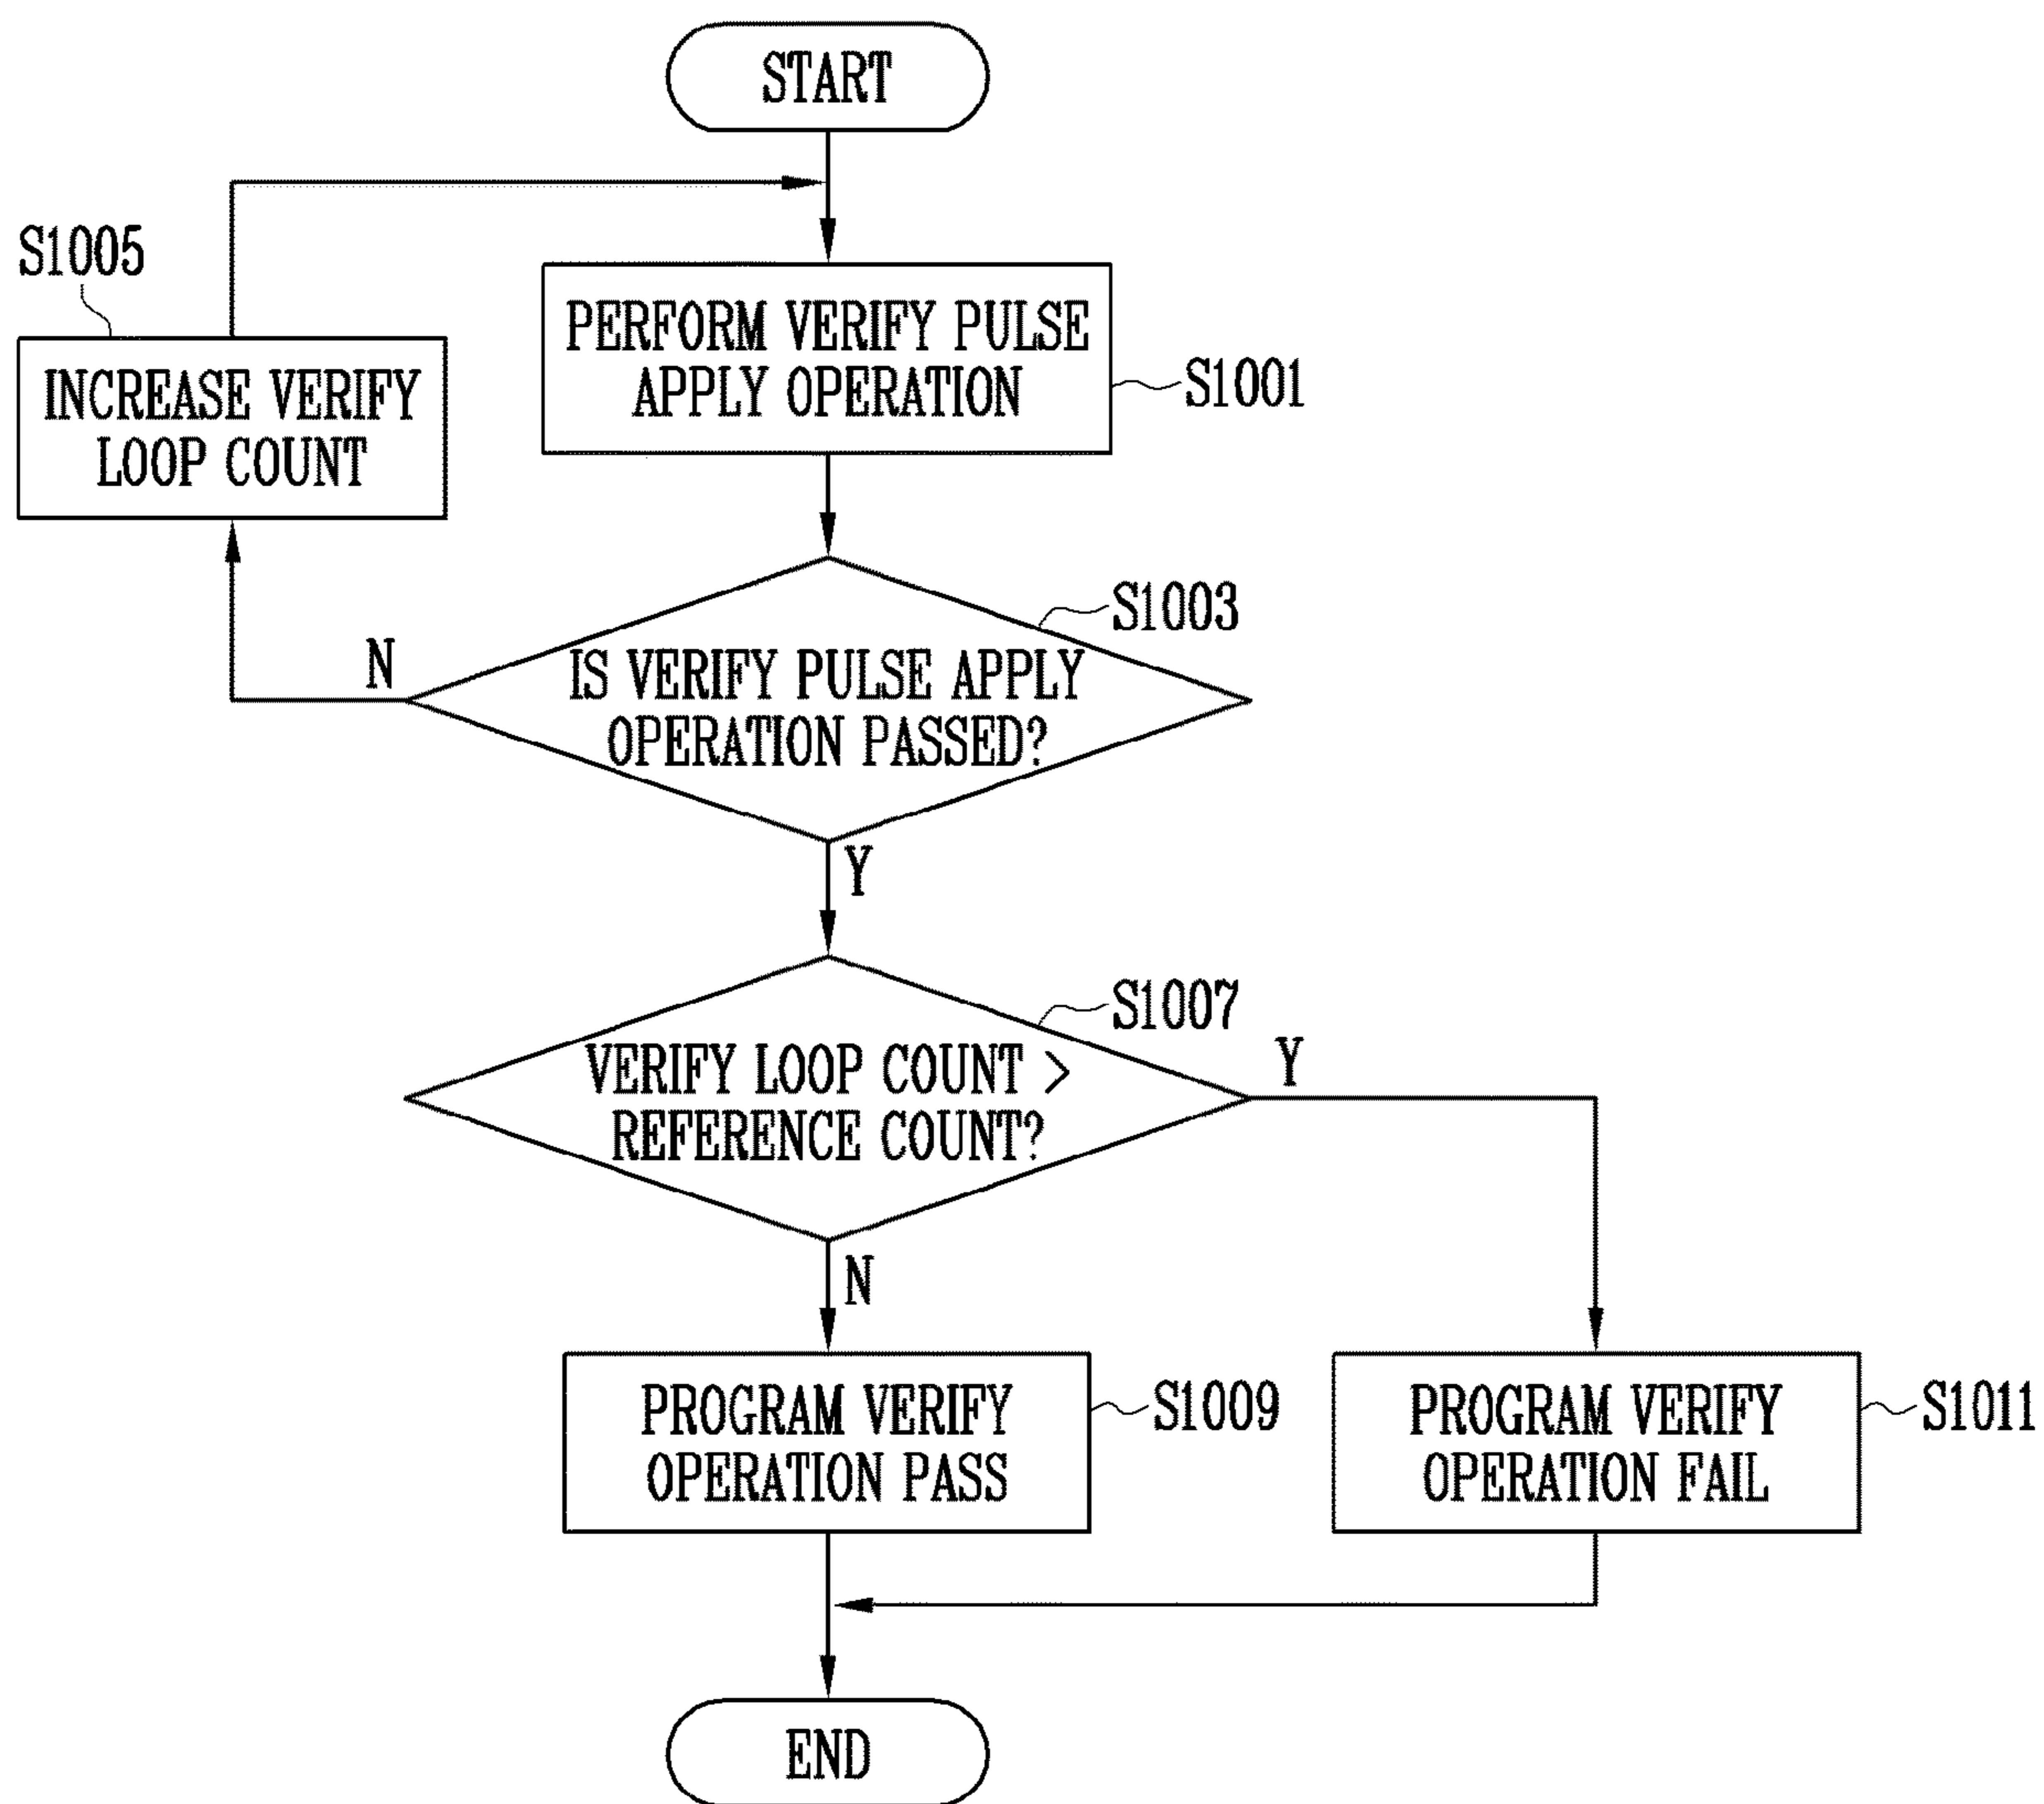 START
S1005
INCREASE VERIFY
LOOP COUNT
PERFORM VERIFY PULSE
APPLY OPERATION
S1001
S1003
IS VERIFY PULSE APPLY
OPERATION PASSED?
N
Y
S1007
VERIFY LOOP COUNT >
REFERENCE COUNT?
Y
N
PROGRAM VERIFY
OPERATION PASS
S1009
PROGRAM VERIFY
OPERATION FAIL
S1011
END